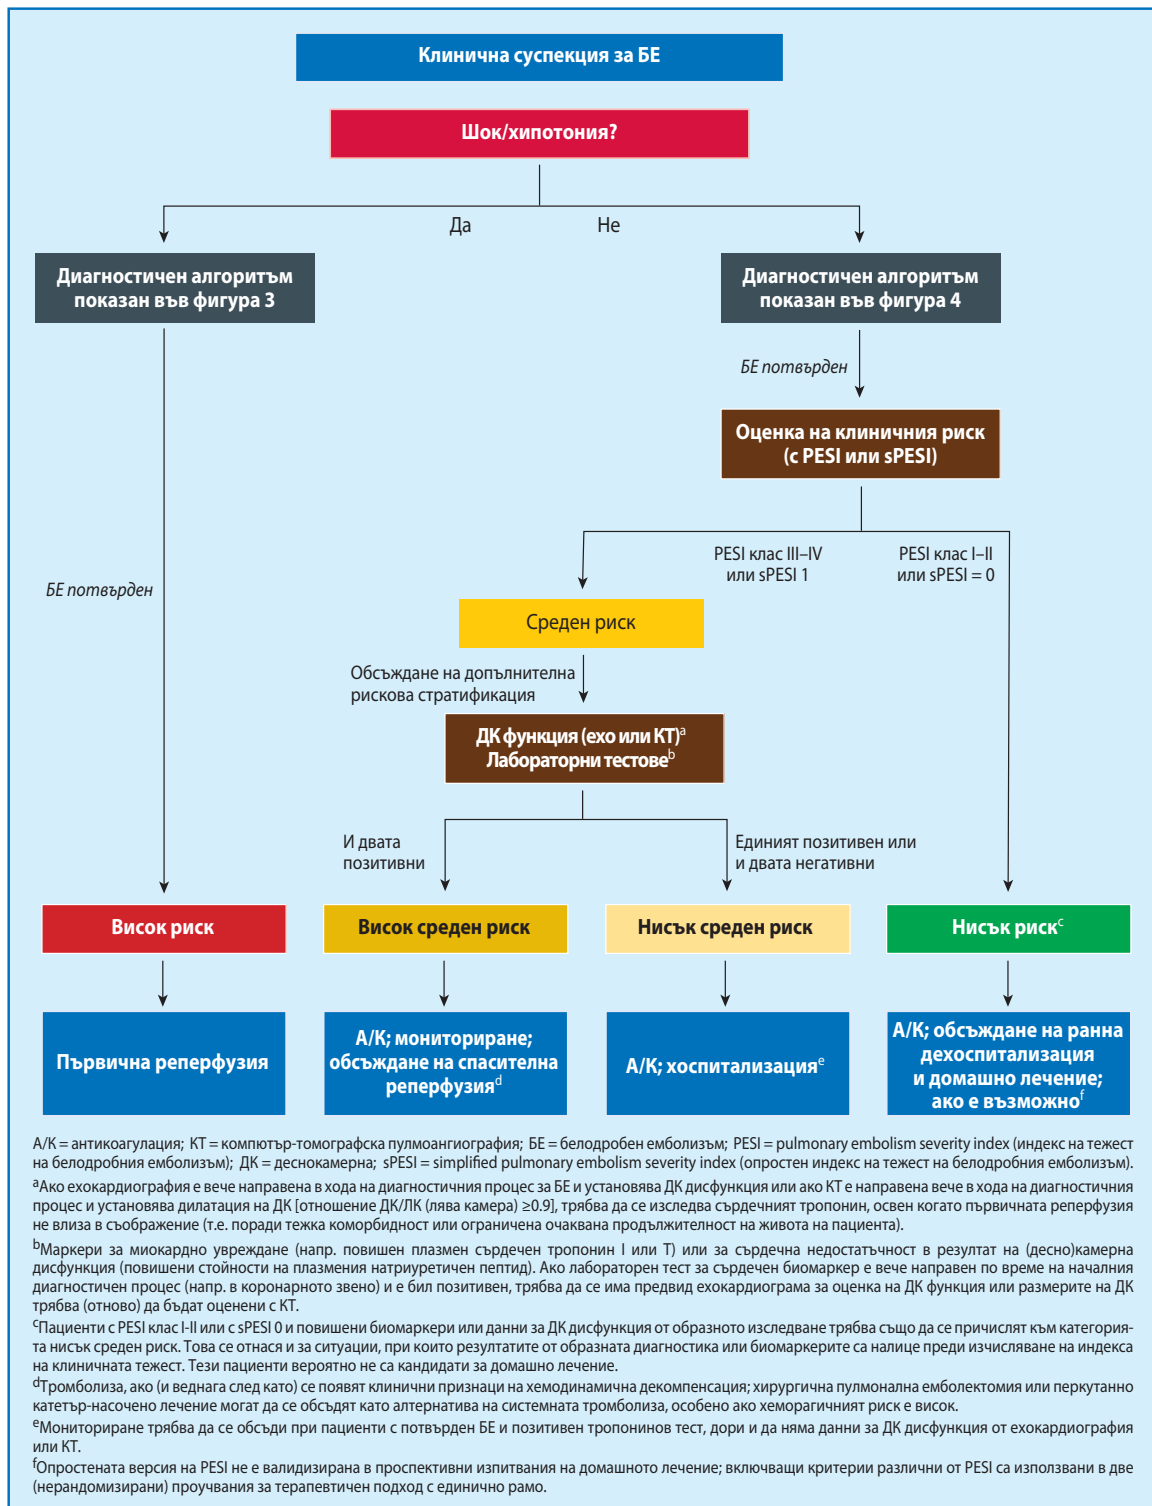 Клинична суспекция за БЕ
Шок/хипотония?
Да
Не
Диагностичен алгоритъм
показан във фигура 3
Диагностичен алгоритъм
показан във фигура 4
БЕ потвърден
Оценка на клиничния риск
(с PESI или sPESI)
PESI клас III–IV
или sPESI 1
PESI клас I–II
или sPESI = 0
БЕ потвърден
Среден риск
Обсъждане на допълнителна
рискова стратификация
ДК функция (ехо или КТ)a
Лабораторни тестовеb
И двата
позитивни
Единият позитивен или
и двата негативни
Висок риск
Висок среден риск
Нисък среден риск
Нисък рискc
Първична реперфузия
А/К; мониториране;
обсъждане на спасителна
реперфузияd
А/К; хоспитализацияe
А/К; обсъждане на ранна
дехоспитализация
и домашно лечение;
ако е възможноf
А/К = антикоагулация; КТ = компютър-томографска пулмоангиография; БЕ = белодробен емболизъм; PESI = pulmonary embolism severity index (индекс на тежест
на белодробния емболизъм); ДК = деснокамерна; sPESI = simplified pulmonary embolism severity index (опростен индекс на тежест на белодробния емболизъм).
aАко ехокардиография е вече направена в хода на диагностичния процес за БЕ и установява ДК дисфункция или ако КТ е направена вече в хода на диагностичния
процес и установява дилатация на ДК [отношение ДК/ЛК (лява камера) ≥0.9], трябва да се изследва сърдечният тропонин, освен когато първичната реперфузия
не влиза в съображение (т.е. поради тежка коморбидност или ограничена очаквана продължителност на живота на пациента).
bМаркери за миокардно увреждане (напр. повишен плазмен сърдечен тропонин I или T) или за сърдечна недостатъчност в резултат на (десно)камерна
дисфункция (повишени стойности на плазмения натриуретичен пептид). Ако лабораторен тест за сърдечен биомаркер е вече направен по време на началния
диагностичен процес (напр. в коронарното звено) и е бил позитивен, трябва да се има предвид ехокардиограма за оценка на ДК функция или размерите на ДК
трябва (отново) да бъдат оценени с КТ.
cПациенти с PESI клас I-II или с sPESI 0 и повишени биомаркери или данни за ДК дисфункция от образното изследване трябва също да се причислят към категория-
та нисък среден риск. Това се отнася и за ситуации, при които резултатите от образната диагностика или биомаркерите са налице преди изчисляване на индекса
на клиничната тежест. Тези пациенти вероятно не са кандидати за домашно лечение.
dТромболиза, ако (и веднага след като) се появят клинични признаци на хемодинамична декомпенсация; хирургична пулмонална емболектомия или перкутанно
катетър-насочено лечение могат да се обсъдят като алтернатива на системната тромболиза, особено ако хеморагичният риск е висок.
eМониториране трябва да се обсъди при пациенти с потвърден БЕ и позитивен тропонинов тест, дори и да няма данни за ДК дисфункция от ехокардиография
или КТ.
fОпростената версия на PESI не е валидизирана в проспективни изпитвания на домашното лечение; включващи критерии различни от PESI са използвани в две
(нерандомизирани) проучвания за терапевтичен подход с единично рамо.